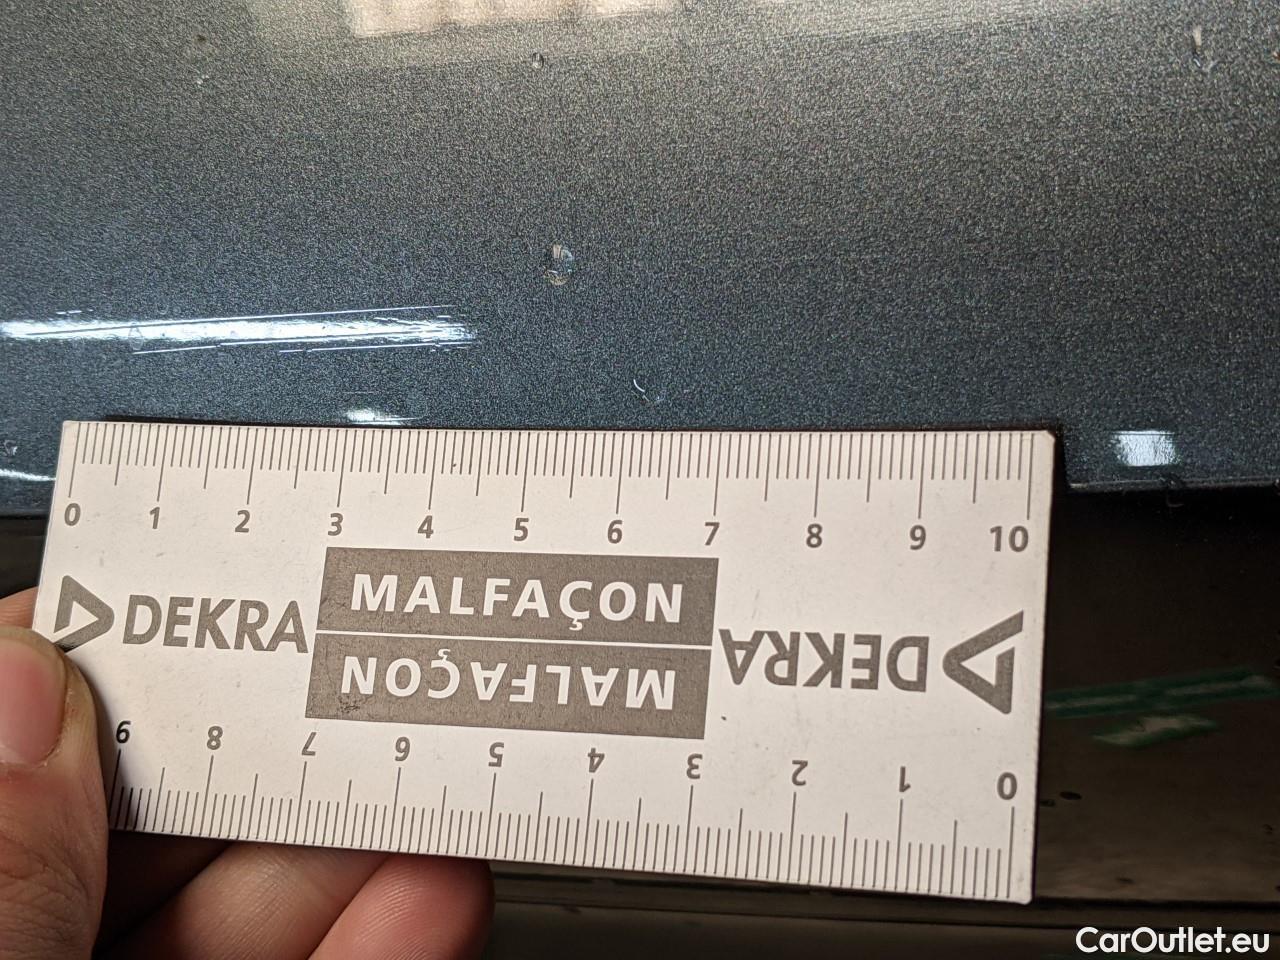 0 1 2 3 4 5 6 7 8 9 10
MALFAÇON
DEKRA
DEKRA
MALFAÇON
9 8 7 6 5 4 3 2 1 0
CarOutlet.eu